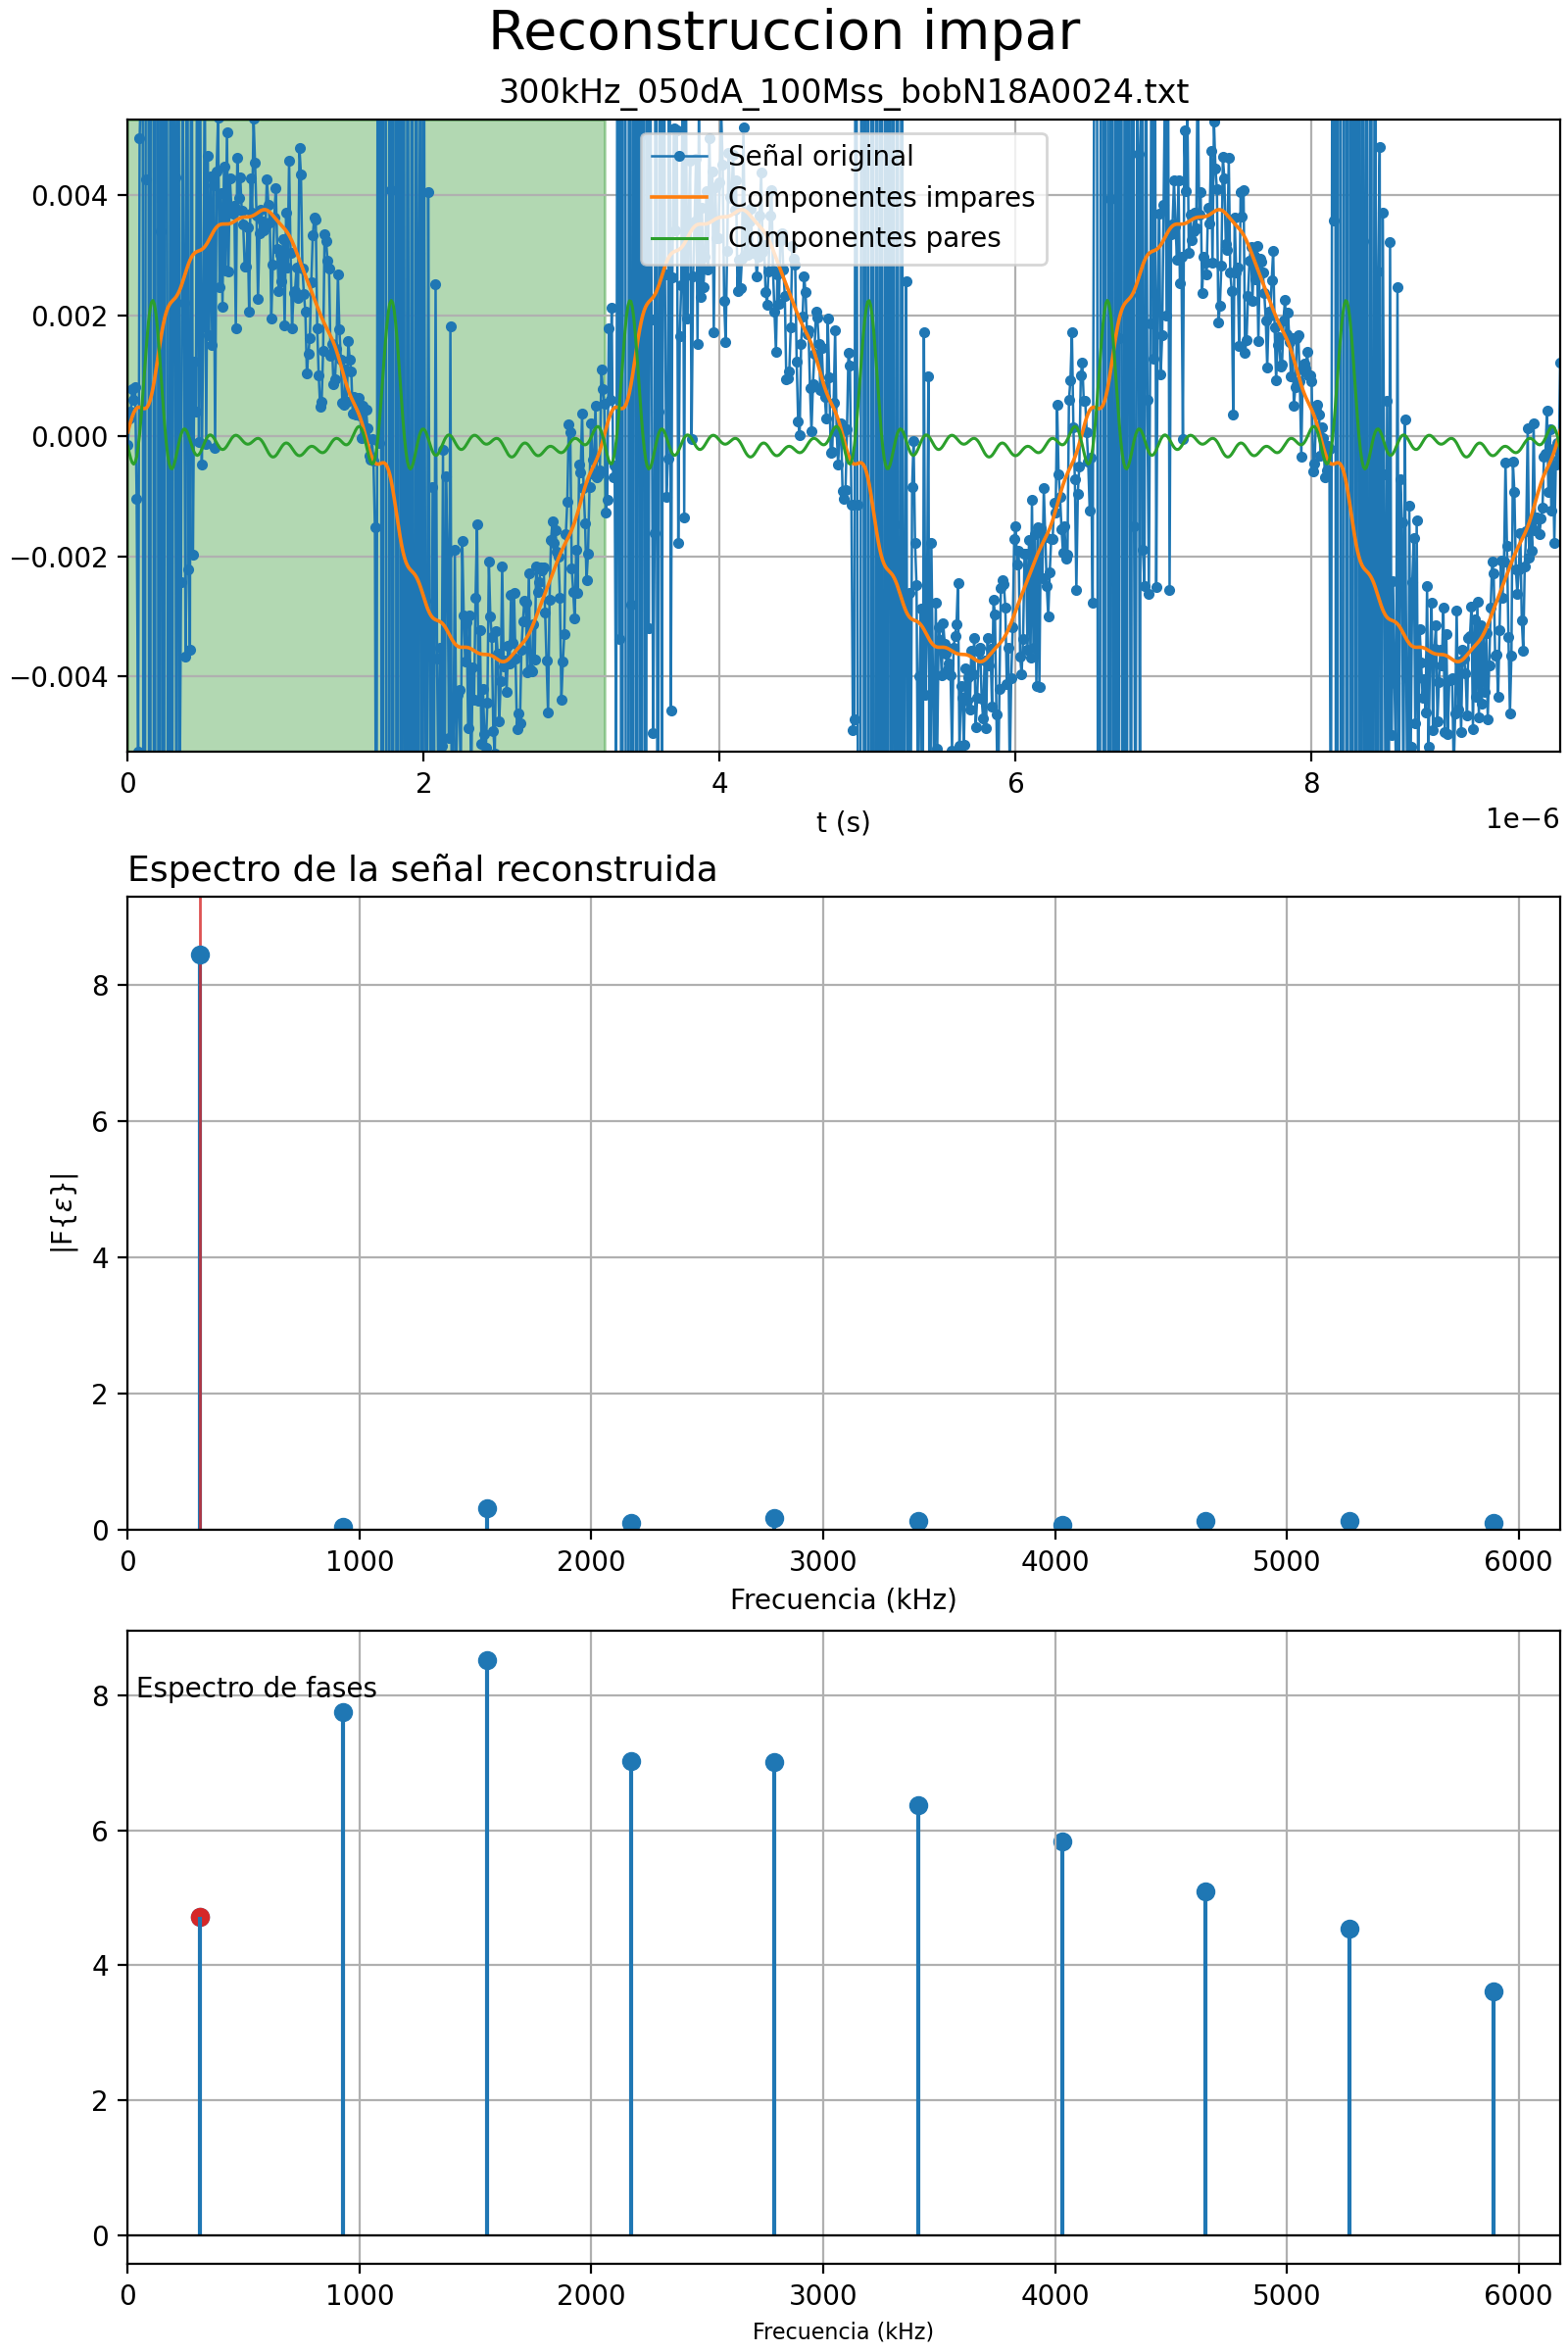 Reconstruccion impar
300kHz_050dA_100Mss_bobN18A0024.txt
Señal original
Componentes impares
Componentes pares
0.004
0.002
0.000
−0.002
−0.004
0 2 4 6 8
1e−6
t (s)
Espectro de la señal reconstruida
8
6
4
2
0
|F{ε}|
0 1000 2000 3000 4000 5000 6000
Frecuencia (kHz)
Espectro de fases
8
6
4
2
0
0 1000 2000 3000 4000 5000 6000
Frecuencia (kHz)